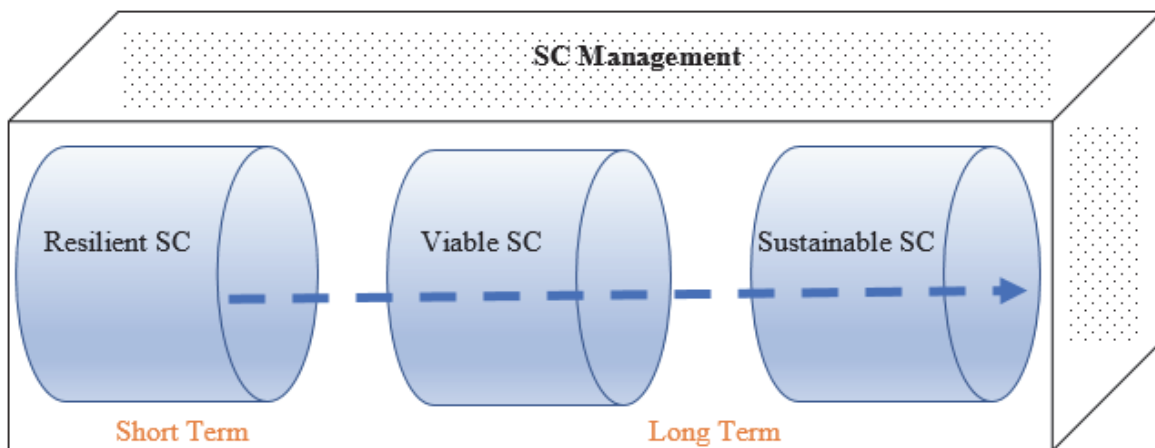 SC Management
Resilient SC
Viable SC
Sustainable SC
Short Term
Long Term